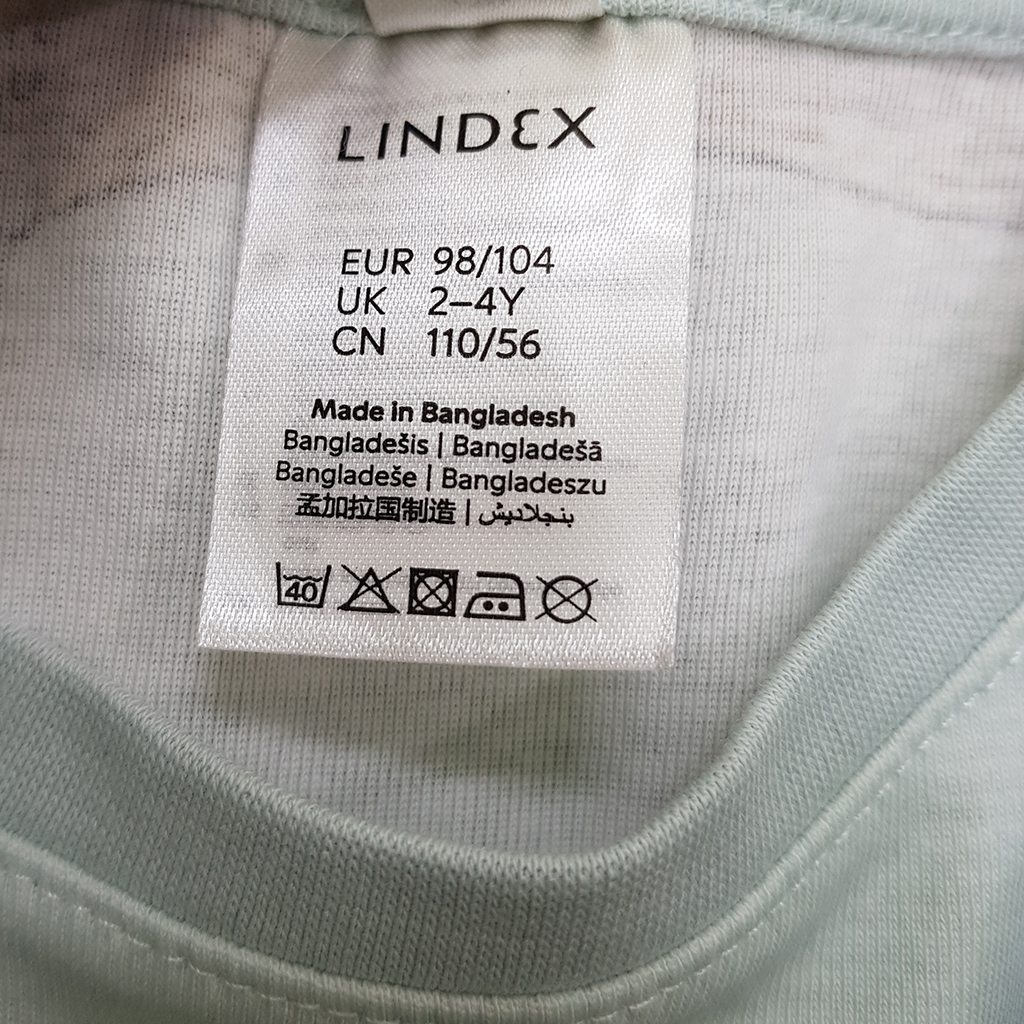 LINDEX
EUR 98/104
UK 2–4Y
CN 110/56
Made in Bangladesh
Bangladešis | Bangladešā
Bangladeše | Bangladeszu
孟加拉国制造 | بنجلاديش
40